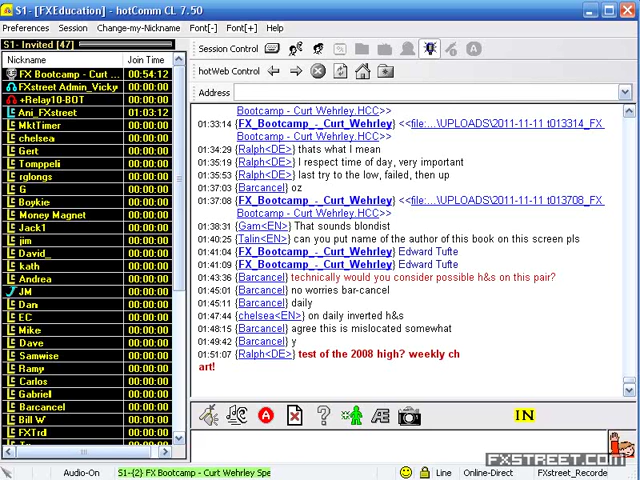 S1- [FXEducation] - hotComm CL 7.50
Preferences Session Change-my-Nickname Font[-] Font[+] Help
S1- Invited [47]
Nickname Join Time
FX Bootcamp - Curt ... 00:54:12
FXstreet Admin_Vicky 00:00:00
+Relay10-BOT 00:00:00
Ani_FXstreet 01:03:12
MktTimer 00:00:00
chelsea 00:00:00
Gert 00:00:00
Tomppeli 00:00:00
rglongs 00:00:00
G 00:00:00
Boykie 00:00:00
Money Magnet 00:00:00
Jack1 00:00:00
jim 00:00:00
David_ 00:00:00
kath 00:00:00
Andrea 00:00:00
JM 00:00:00
Dan 00:00:00
EC 00:00:00
Mike 00:00:00
Dave 00:00:00
Samwise 00:00:00
Ramy 00:00:00
Carlos 00:00:00
Gabriel 00:00:00
Barcancel 00:00:00
Bill W 00:00:00
FXTrd 00:00:00
Session Control
hotWeb Control
Address
Bootcamp - Curt Wehrley.HCC>>
01:33:14 {FX_Bootcamp_-_Curt_Wehrley} <<file:...\UPLOADS\2011-11-11 t013314_FX
Bootcamp - Curt Wehrley.HCC>>
01:34:29 {Ralph<DE>} thats what I mean
01:35:19 {Ralph<DE>} I respect time of day, very important
01:35:53 {Ralph<DE>} last try to the low, failed, then up
01:37:03 {Barcancel} oz
01:37:08 {FX_Bootcamp_-_Curt_Wehrley} <<file:...\UPLOADS\2011-11-11 t013708_FX
Bootcamp - Curt Wehrley.HCC>>
01:38:31 {Gam<EN>} That sounds blondist
01:40:25 {Talin<EN>} can you put name of the author of this book on this screen pls
01:41:04 {FX_Bootcamp_-_Curt_Wehrley} Edward Tufte
01:41:09 {FX_Bootcamp_-_Curt_Wehrley} Edward Tufte
01:43:36 {Barcancel} technically would you consider possible h&s on this pair?
01:45:11 {Barcancel} no worries bar-cancel
01:45:11 {Barcancel} daily
01:47:44 {chelsea<EN>} on daily inverted h&s
01:48:15 {Barcancel} agree this is mislocated somewhat
01:49:42 {Barcancel} y
01:51:07 {Ralph<DE>} test of the 2008 high? weekly ch
art!
IN
FXSTREET.COM
Audio-On S1-{2} FX Bootcamp - Curt Wehrley Spe Line Online-Direct FXstreet_Recorde